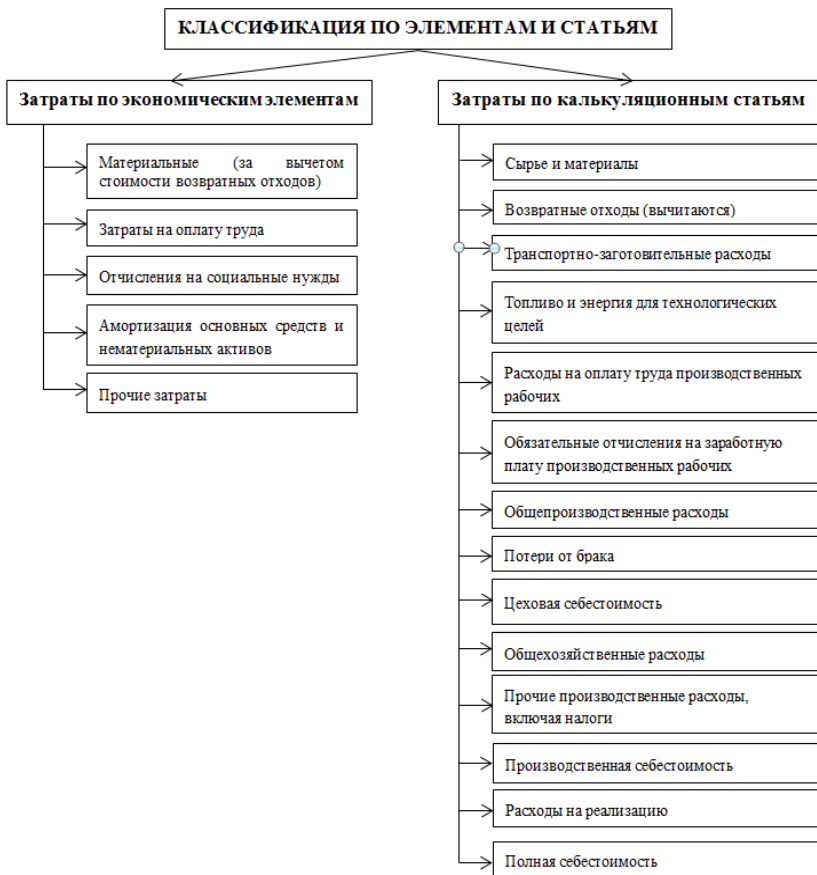 КЛАССИФИКАЦИЯ ПО ЭЛЕМЕНТАМ И СТАТЬЯМ
Затраты по экономическим элементам
Материальные (за вычетом
стоимости возвратных отходов)
Затраты на оплату труда
Отчисления на социальные нужды
Амортизация основных средств и
нематериальных активов
Прочие затраты
Затраты по калькуляционным статьям
Сырье и материалы
Возвратные отходы (вычитаются)
Транспортно-заготовительные расходы
Топливо и энергия для технологических
целей
Расходы на оплату труда производственных
рабочих
Обязательные отчисления на заработную
плату производственных рабочих
Общепроизводственные расходы
Потери от брака
Цеховая себестоимость
Общехозяйственные расходы
Прочие производственные расходы,
включая налоги
Производственная себестоимость
Расходы на реализацию
Полная себестоимость